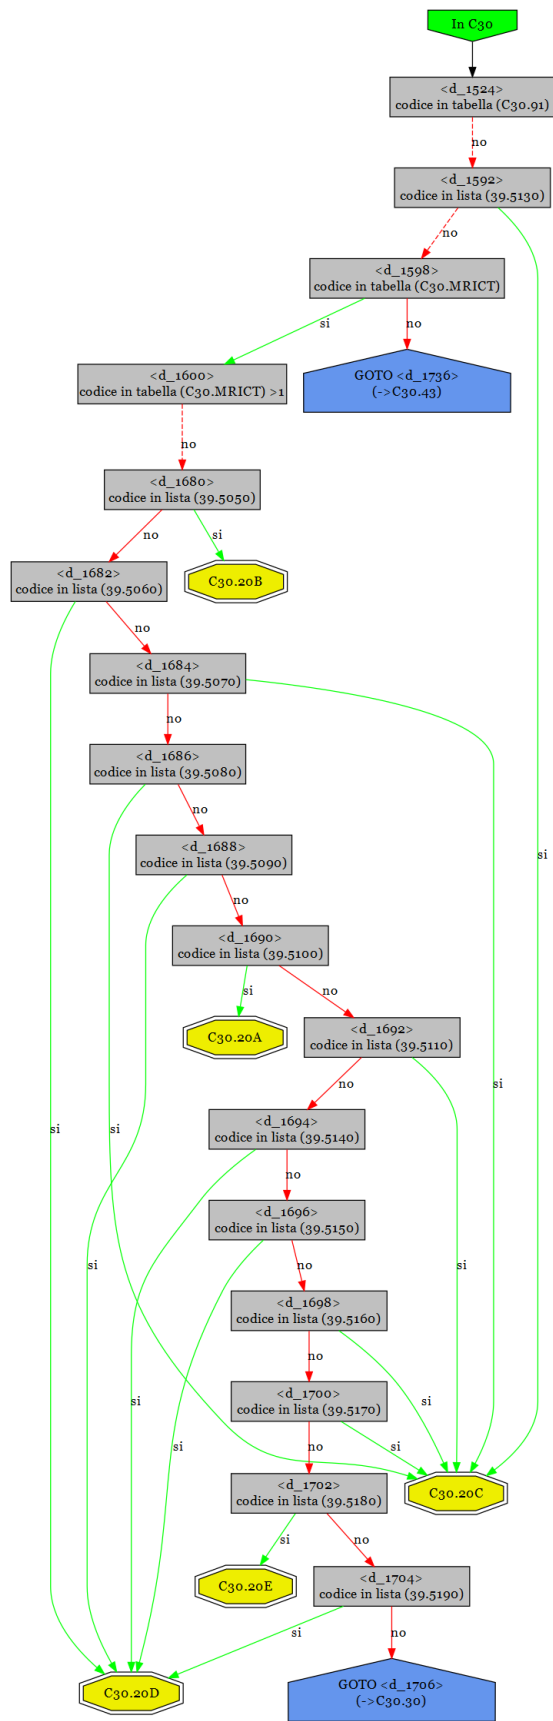 In C30
<d_1524>
codice in tabella (C30.91)
no
<d_1592>
codice in lista (39.5130)
no
<d_1598>
codice in tabella (C30.MRICT)
si
no
<d_1600>
codice in tabella (C30.MRICT) >1
GOTO <d_1736>
(->C30.43)
no
<d_1680>
codice in lista (39.5050)
no
si
<d_1682>
codice in lista (39.5060)
C30.20B
no
<d_1684>
codice in lista (39.5070)
no
<d_1686>
codice in lista (39.5080)
no
<d_1688>
codice in lista (39.5090)
si
no
<d_1690>
codice in lista (39.5100)
si
no
C30.20A
<d_1692>
codice in lista (39.5110)
no
<d_1694>
codice in lista (39.5140)
si
si
si
no
<d_1696>
codice in lista (39.5150)
si
no
si
<d_1698>
codice in lista (39.5160)
no
si
si
<d_1700>
codice in lista (39.5170)
si
no
si
<d_1702>
codice in lista (39.5180)
C30.20C
si
no
<d_1704>
codice in lista (39.5190)
C30.20E
si
no
C30.20D
GOTO <d_1706>
(->C30.30)